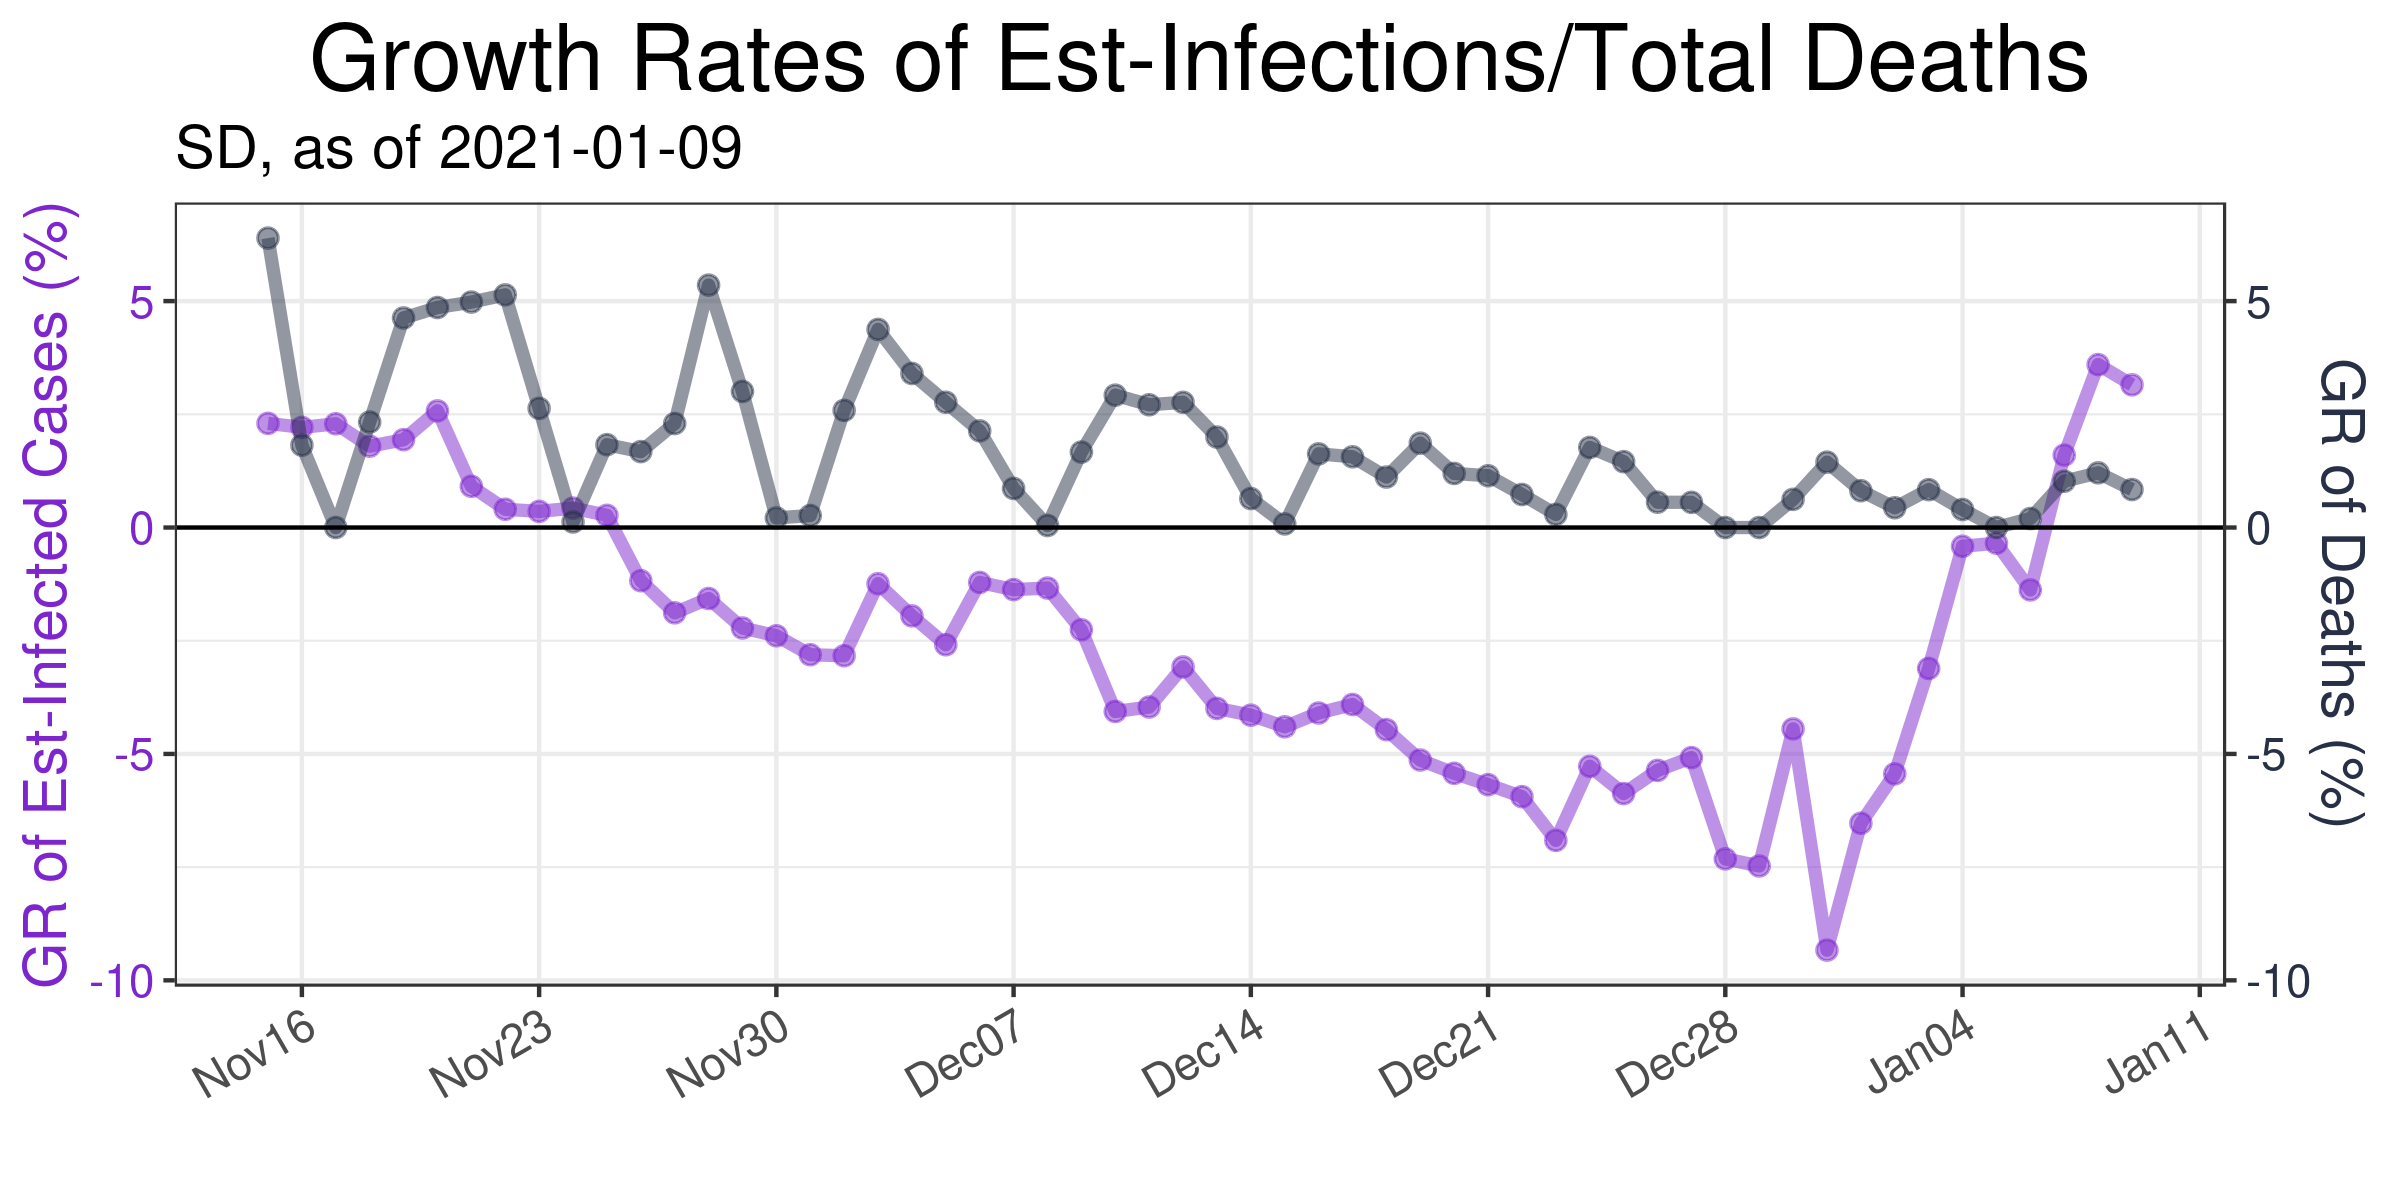 Growth Rates of Est-Infections/Total Deaths
SD, as of 2021-01-09
GR of Est-Infected Cases (%)
5
0
-5
-10
5
0
-5
-10
GR of Deaths (%)
Nov16
Nov23
Nov30
Dec07
Dec14
Dec21
Dec28
Jan04
Jan11